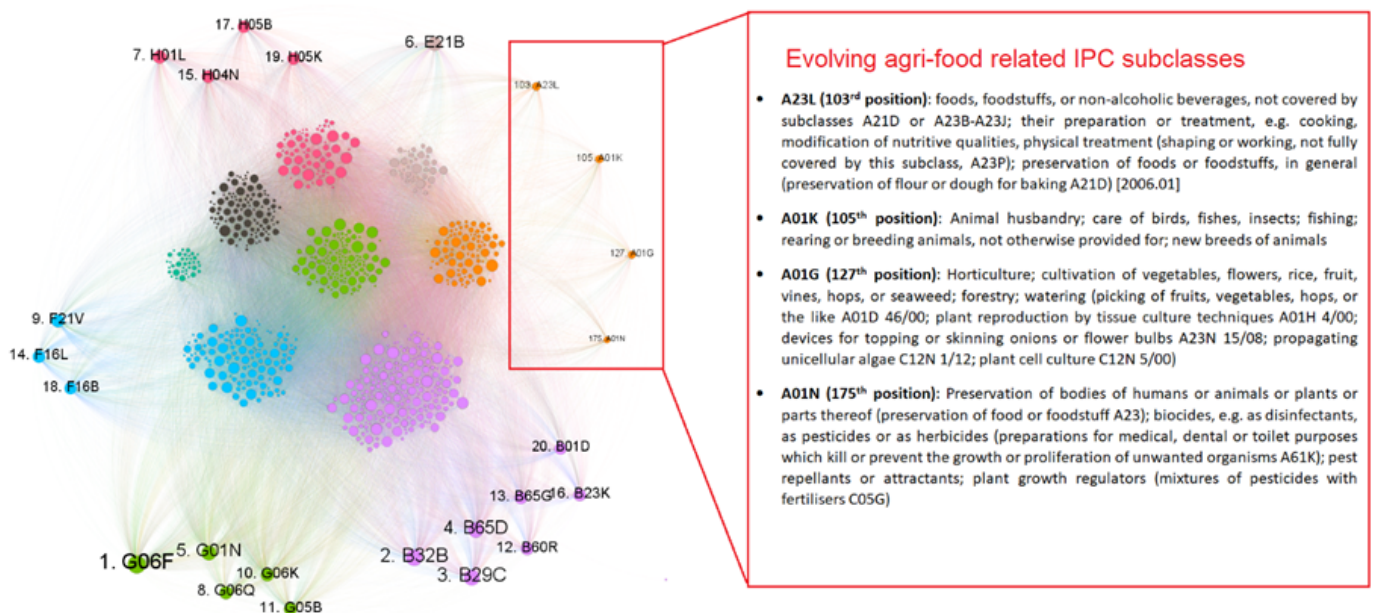 17. H05B
7. H01L
19. H05K
15. H04N
6. E21B
103. A23L
105. A01K
127. A01G
175. A01N
9. F21V
14. F16L
18. F16B
20. B01D
13. B65G
16. B23K
4. B65D
12. B60R
2. B32B
3. B29C
1. G06F
5. G01N
10. G06K
8. G06Q
11. G05B
Evolving agri-food related IPC subclasses
• A23L (103rd position): foods, foodstuffs, or non-alcoholic beverages, not covered by
subclasses A21D or A23B-A23J; their preparation or treatment, e.g. cooking,
modification of nutritive qualities, physical treatment (shaping or working, not fully
covered by this subclass, A23P); preservation of foods or foodstuffs, in general
(preservation of flour or dough for baking A21D) [2006.01]
• A01K (105th position): Animal husbandry; care of birds, fishes, insects; fishing;
rearing or breeding animals, not otherwise provided for; new breeds of animals
• A01G (127th position): Horticulture; cultivation of vegetables, flowers, rice, fruit,
vines, hops, or seaweed; forestry; watering (picking of fruits, vegetables, hops, or
the like A01D 46/00; plant reproduction by tissue culture techniques A01H 4/00;
devices for topping or skinning onions or flower bulbs A23N 15/08; propagating
unicellular algae C12N 1/12; plant cell culture C12N 5/00)
• A01N (175th position): Preservation of bodies of humans or animals or plants or
parts thereof (preservation of food or foodstuff A23); biocides, e.g. as disinfectants,
as pesticides or as herbicides (preparations for medical, dental or toilet purposes
which kill or prevent the growth or proliferation of unwanted organisms A61K); pest
repellants or attractants; plant growth regulators (mixtures of pesticides with
fertilisers C05G)